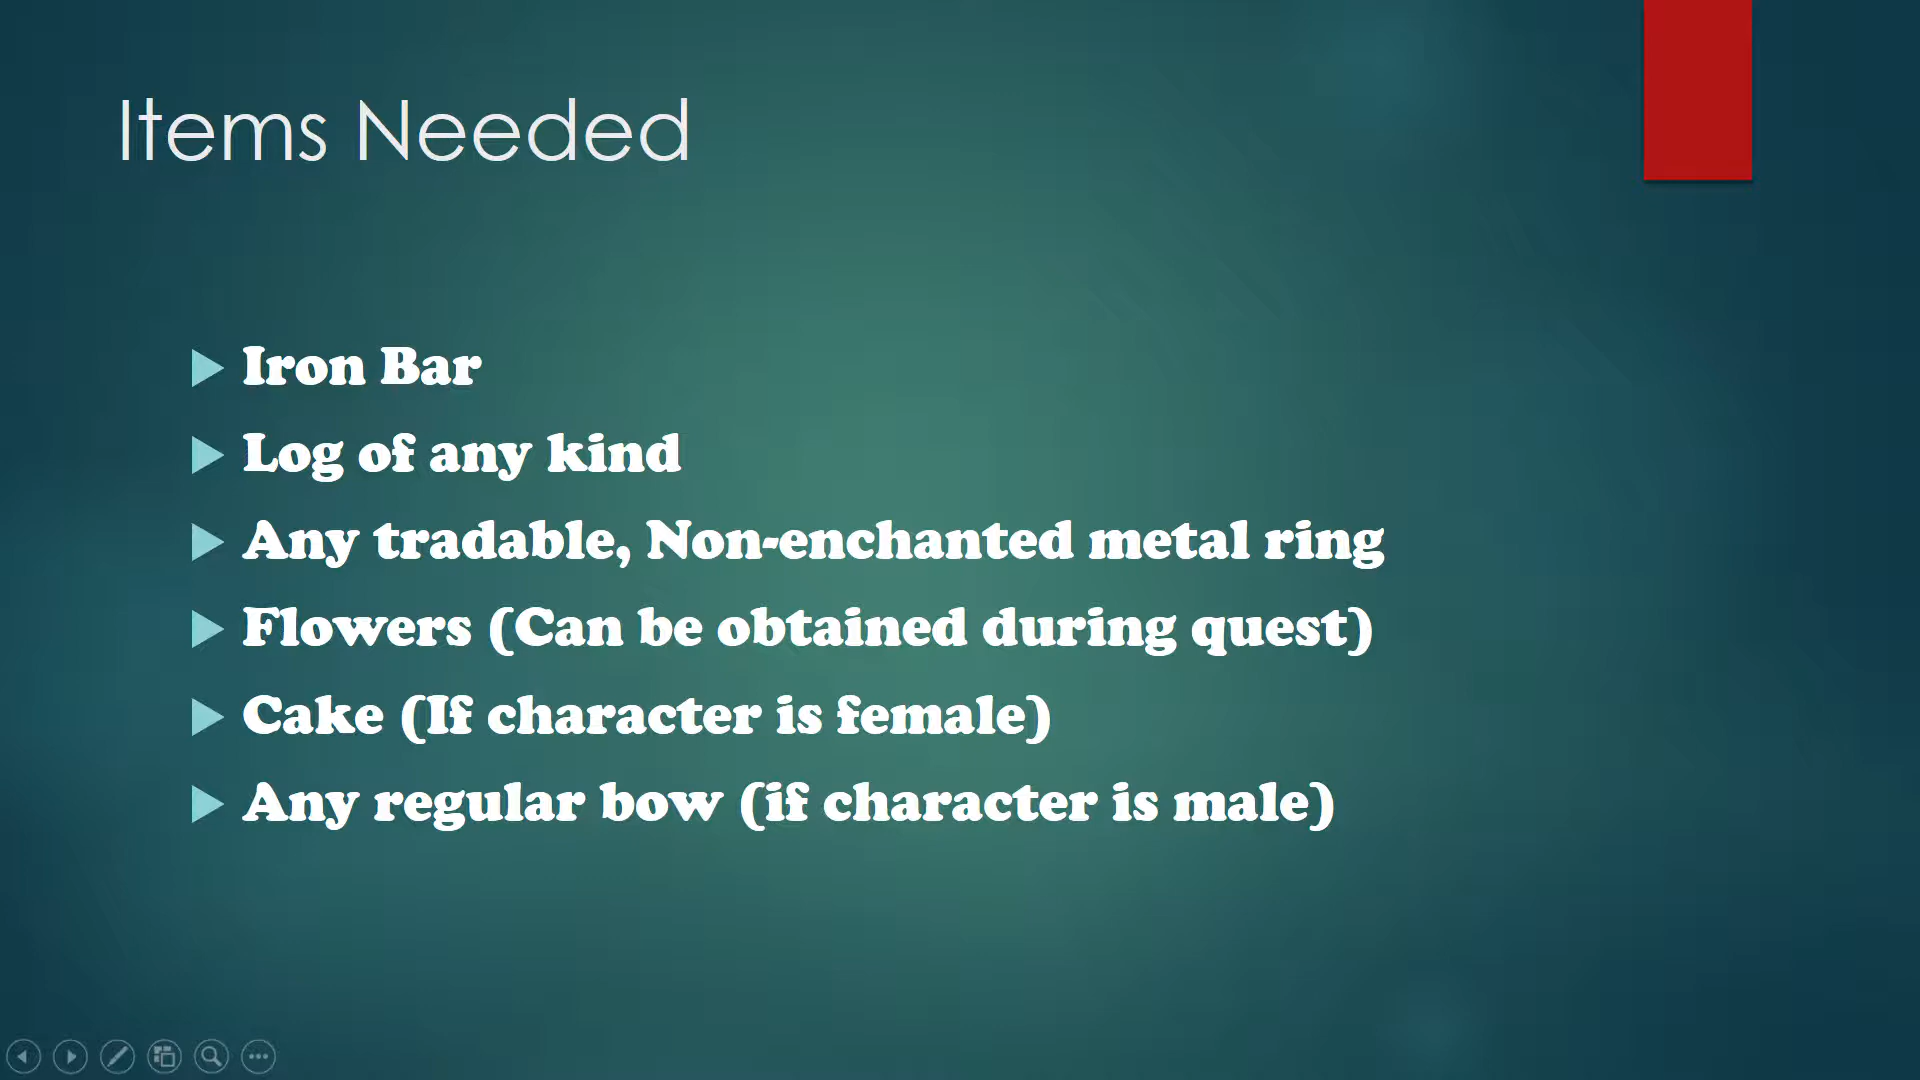 Items Needed
Iron Bar
Log of any kind
Any tradable, Non-enchanted metal ring
Flowers (Can be obtained during quest)
Cake (If character is female)
Any regular bow (if character is male)